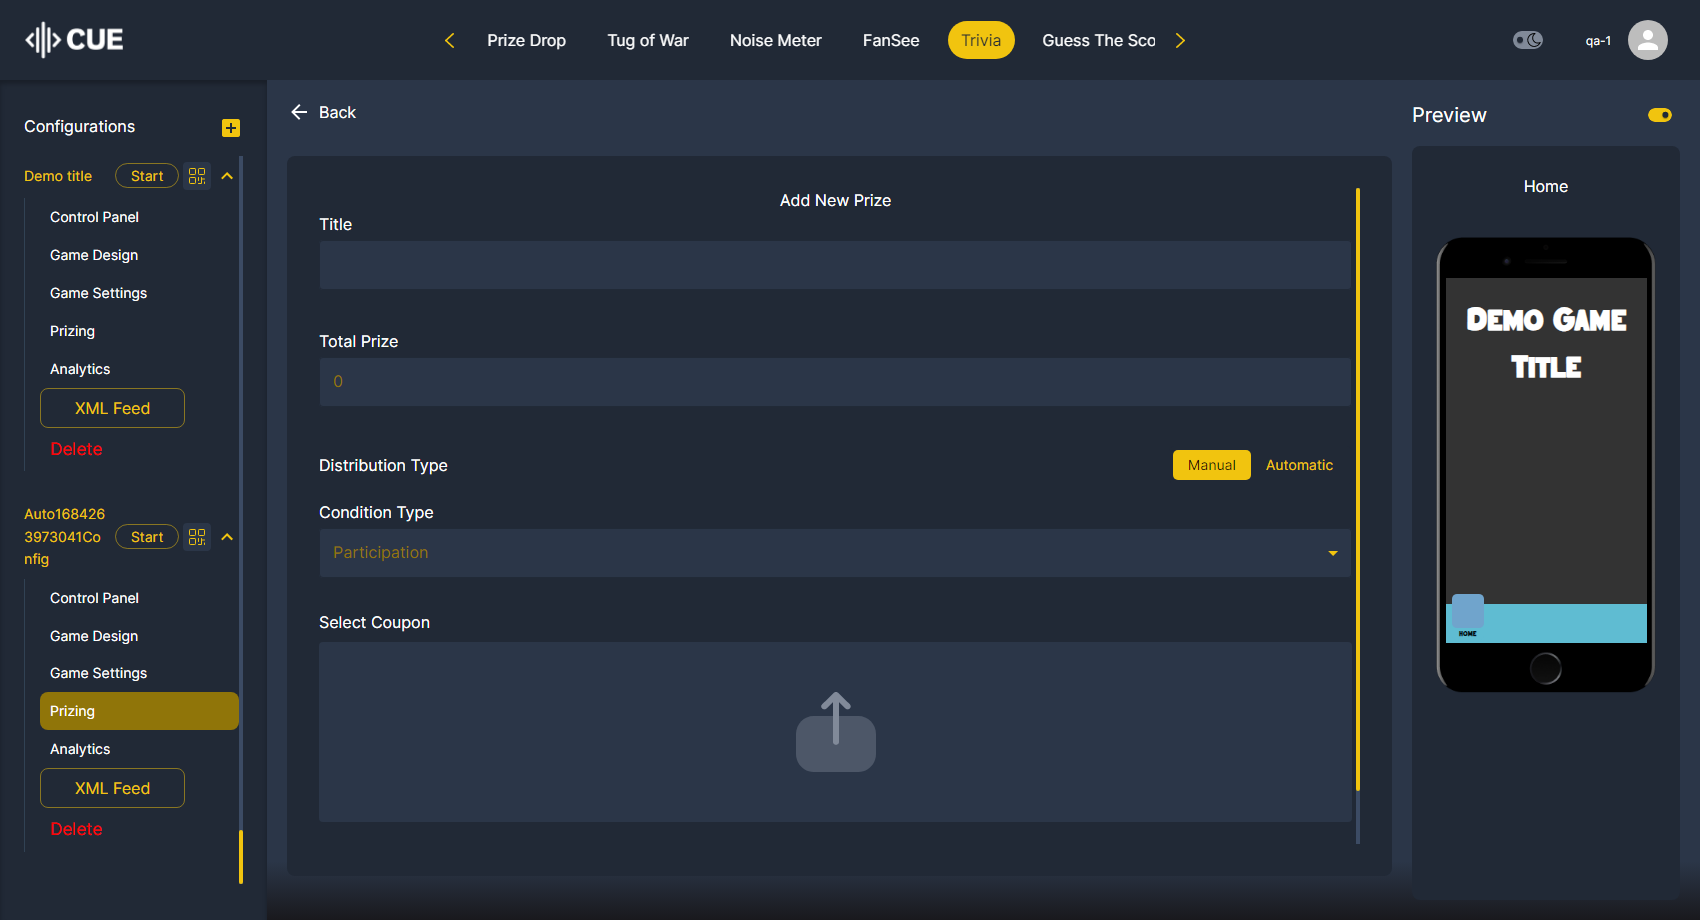 CUE
Prize Drop
Tug of War
Noise Meter
FanSee
Trivia
Guess The Sco
qa-1
Configurations
Demo title
Start
Control Panel
Game Design
Game Settings
Prizing
Analytics
XML Feed
Delete
Auto168426
3973041Co
nfig
Start
Control Panel
Game Design
Game Settings
Prizing
Analytics
XML Feed
Delete
Back
Add New Prize
Title
Total Prize
0
Distribution Type
Manual
Automatic
Condition Type
Participation
Select Coupon
Preview
Home
Demo Game
Title
HOME